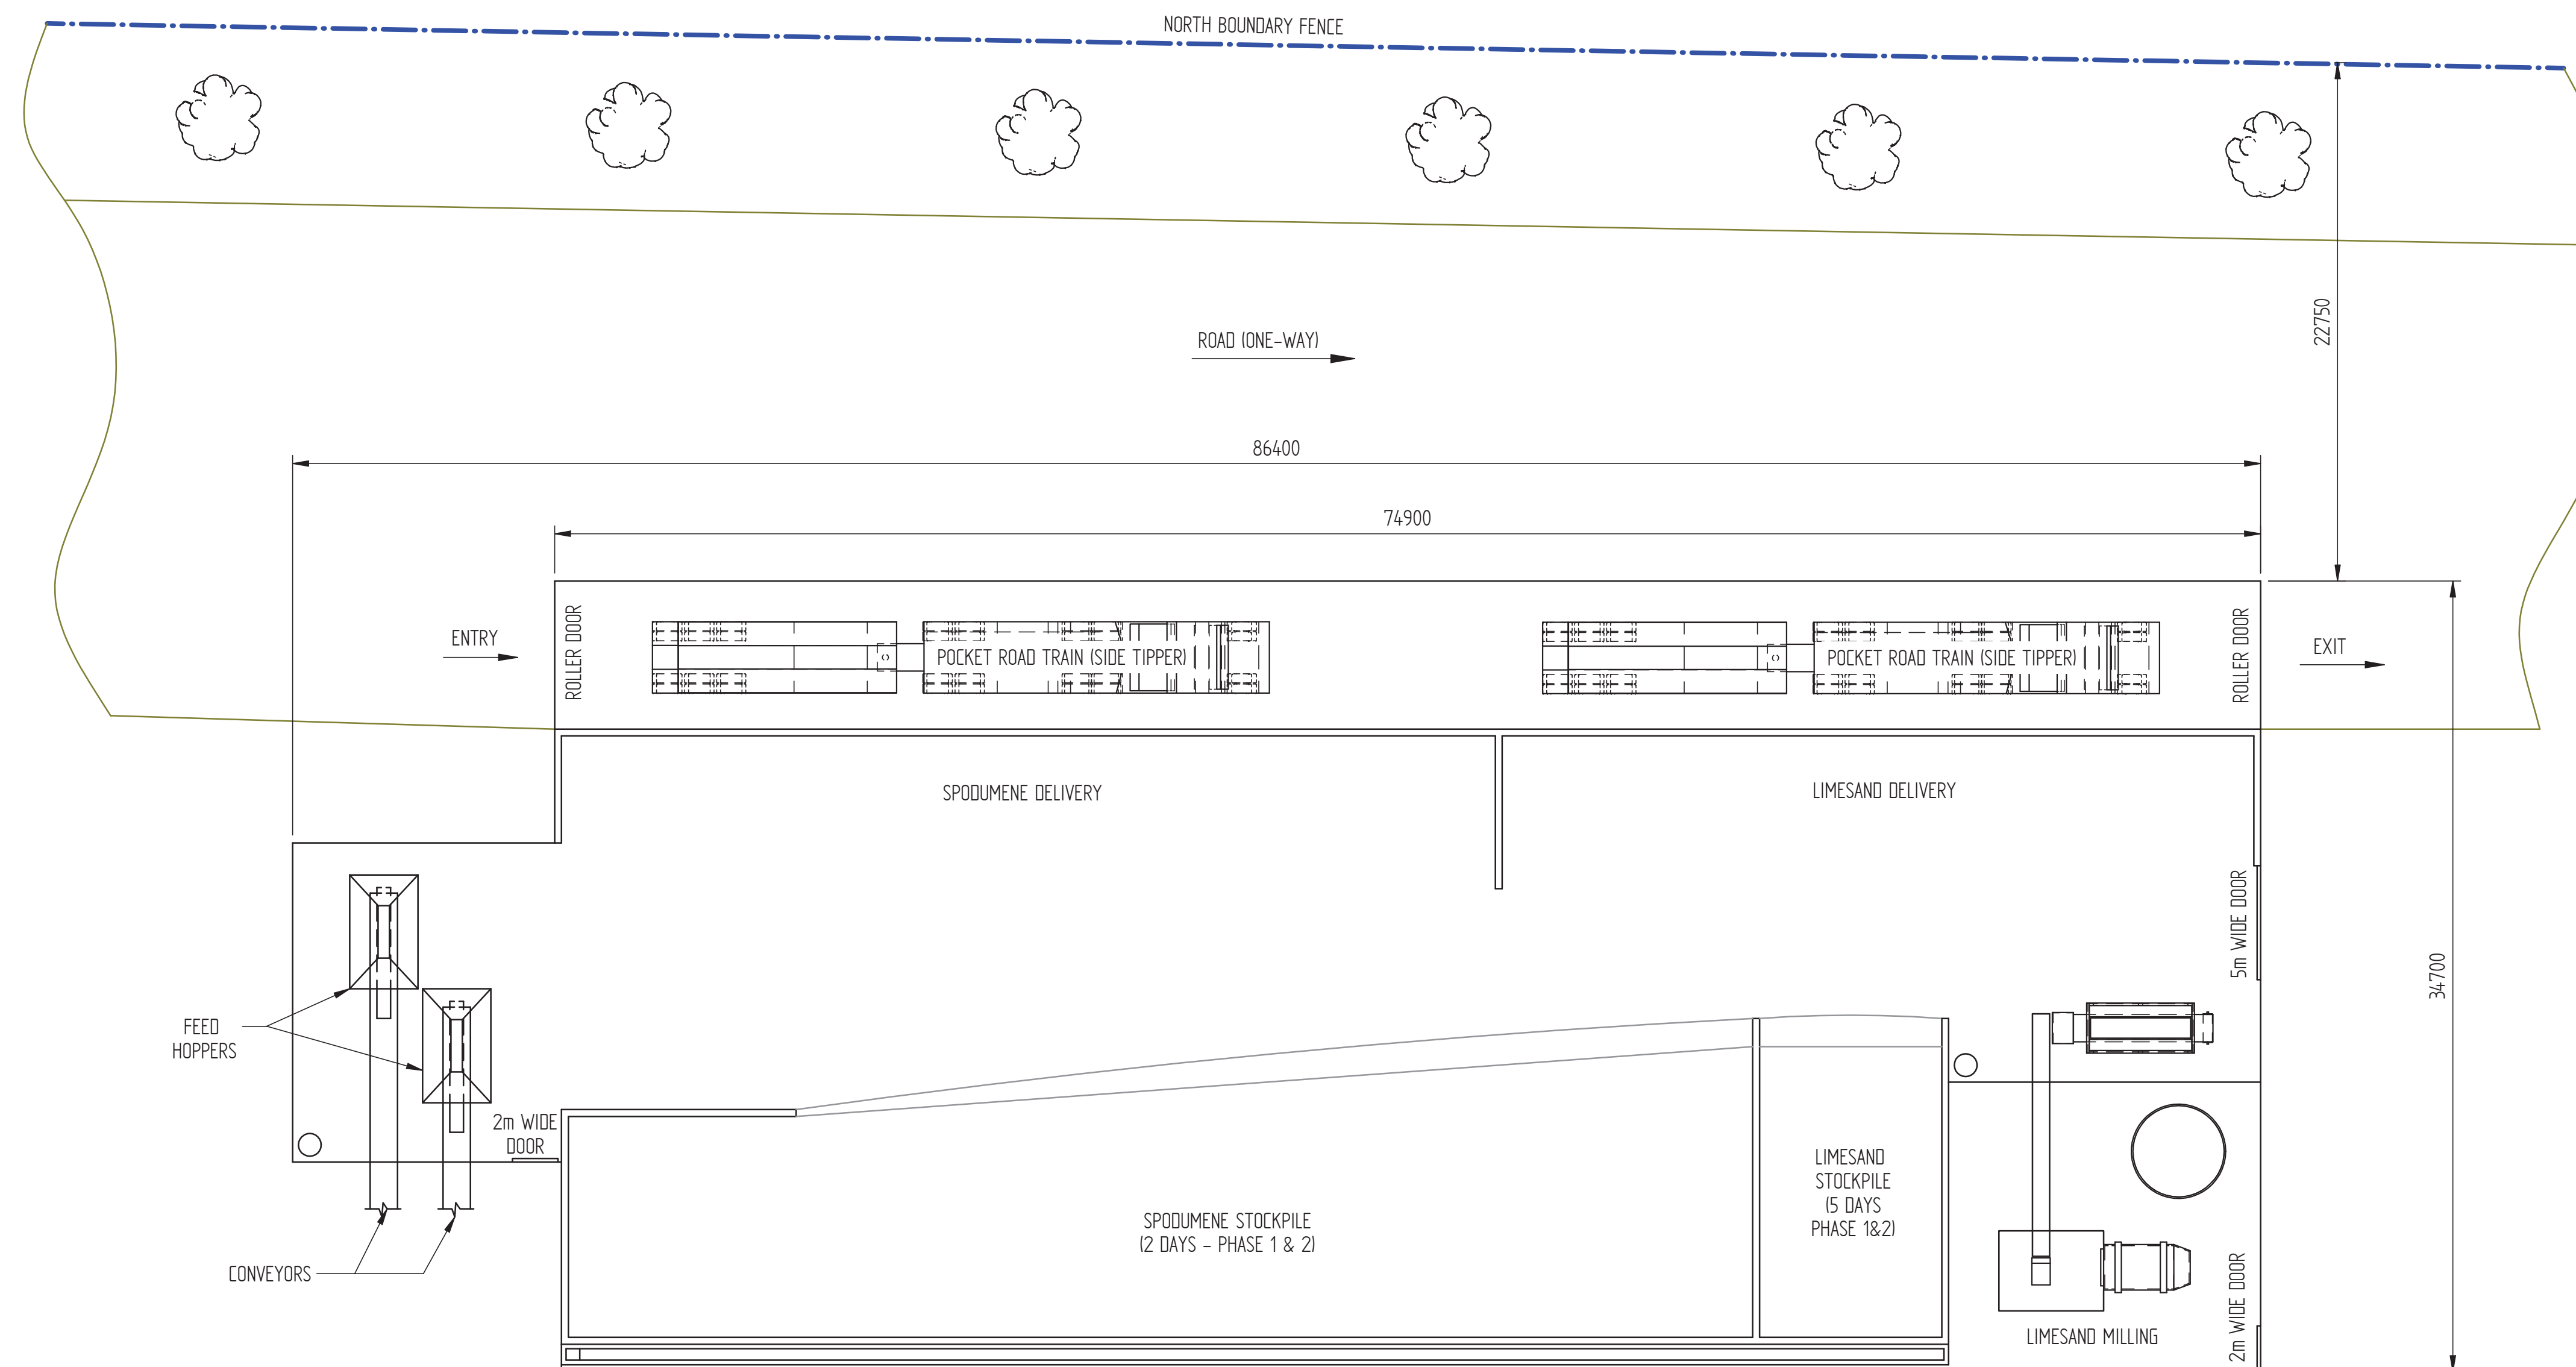 NORTH BOUNDARY FENCE
ROAD (ONE-WAY)
22750
86400
74900
ENTRY
ROLLER DOOR
POCKET ROAD TRAIN (SIDE TIPPER)
POCKET ROAD TRAIN (SIDE TIPPER)
ROLLER DOOR
EXIT
SPODUMENE DELIVERY
LIMESAND DELIVERY
5m WIDE DOOR
34700
FEED
HOPPERS
2m WIDE
DOOR
LIMESAND
STOCKPILE
(5 DAYS
PHASE 1&2)
SPODUMENE STOCKPILE
(2 DAYS - PHASE 1 & 2)
CONVEYORS
LIMESAND MILLING
2m WIDE DOOR